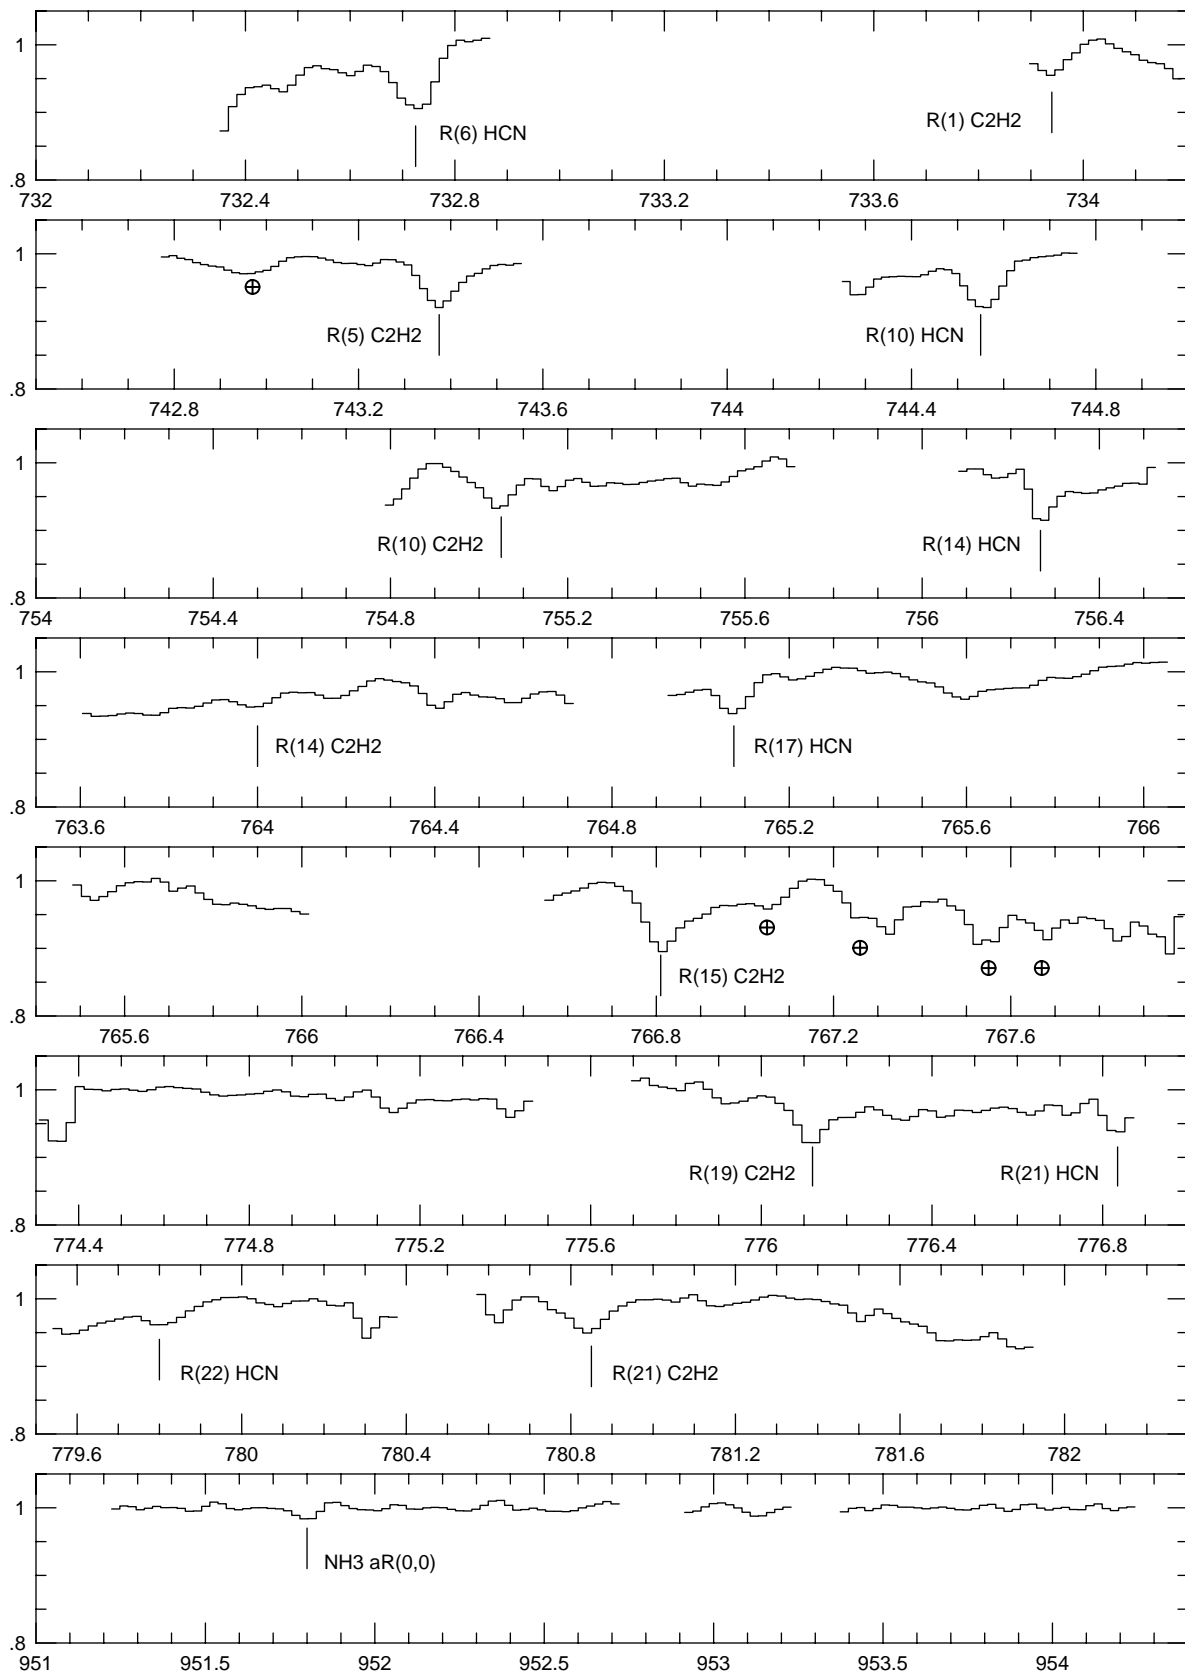 1
R(6) HCN
R(1) C2H2
.8
732 732.4 732.8 733.2 733.6 734
1
⊕
R(5) C2H2
R(10) HCN
.8
742.8 743.2 743.6 744 744.4 744.8
1
R(10) C2H2
R(14) HCN
.8
754 754.4 754.8 755.2 755.6 756 756.4
1
R(14) C2H2
R(17) HCN
.8
763.6 764 764.4 764.8 765.2 765.6 766
1
⊕ ⊕ ⊕ ⊕
R(15) C2H2
.8
765.6 766 766.4 766.8 767.2 767.6
1
R(19) C2H2
R(21) HCN
.8
774.4 774.8 775.2 775.6 776 776.4 776.8
1
R(22) HCN
R(21) C2H2
.8
779.6 780 780.4 780.8 781.2 781.6 782
1
NH3 aR(0,0)
.8
951 951.5 952 952.5 953 953.5 954